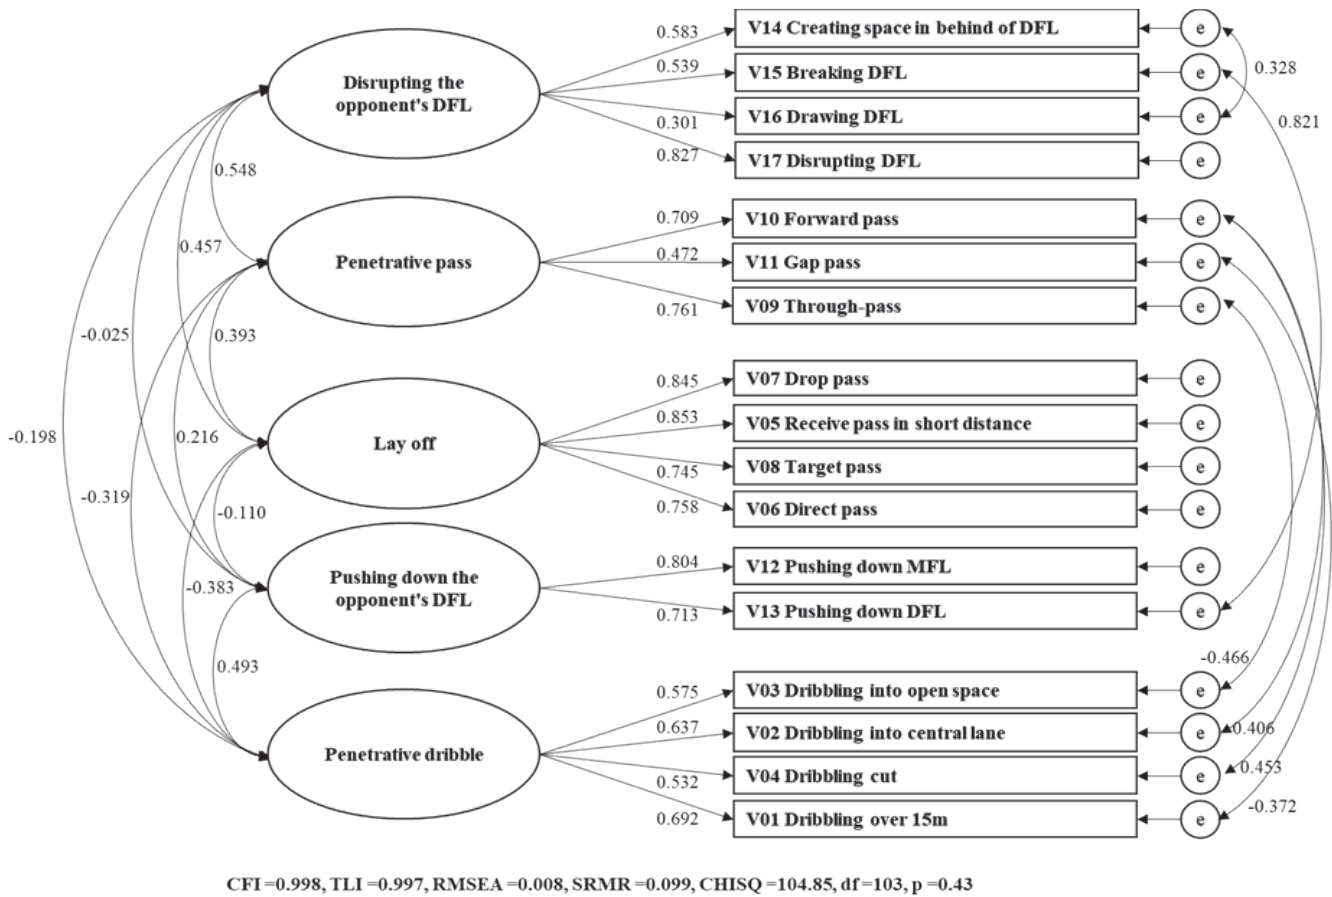 0.583
V14 Creating space in behind of DFL
e
0.328
Disrupting the
opponent's DFL
0.539
V15 Breaking DFL
e
0.301
V16 Drawing DFL
e
0.821
0.827
V17 Disrupting DFL
e
0.548
0.709
V10 Forward pass
e
0.457
Penetrative pass
0.472
V11 Gap pass
e
0.761
V09 Through-pass
e
-0.025
0.393
0.845
V07 Drop pass
e
0.853
V05 Receive pass in short distance
e
-0.198
0.216
Lay off
0.745
V08 Target pass
e
-0.319
-0.110
0.758
V06 Direct pass
e
0.804
V12 Pushing down MFL
e
-0.383
Pushing down the
opponent's DFL
0.713
V13 Pushing down DFL
e
0.493
-0.466
0.575
V03 Dribbling into open space
e
0.637
V02 Dribbling into central lane
e
0.406
Penetrative dribble
0.532
V04 Dribbling cut
e
0.453
0.692
V01 Dribbling over 15m
e
-0.372
CFI =0.998, TLI =0.997, RMSEA =0.008, SRMR =0.099, CHISQ =104.85, df =103, p =0.43